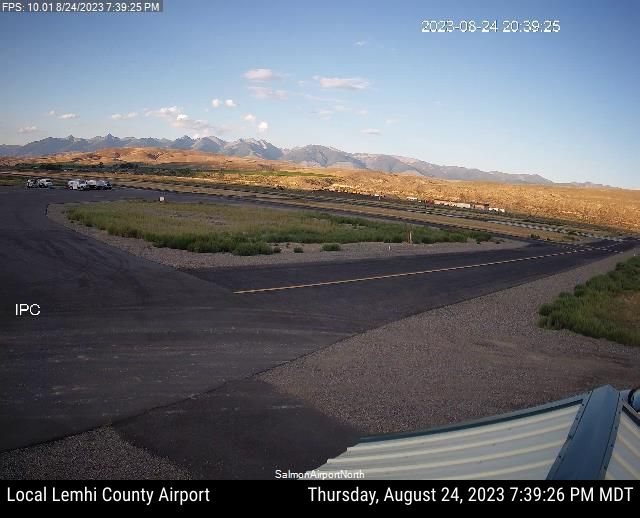 FPS: 10.01 8/24/2023 7:39:25 PM
2023-08-24 20:39:25
IPC
SalmonAirportNorth
Local Lemhi County Airport
Thursday, August 24, 2023 7:39:26 PM MDT